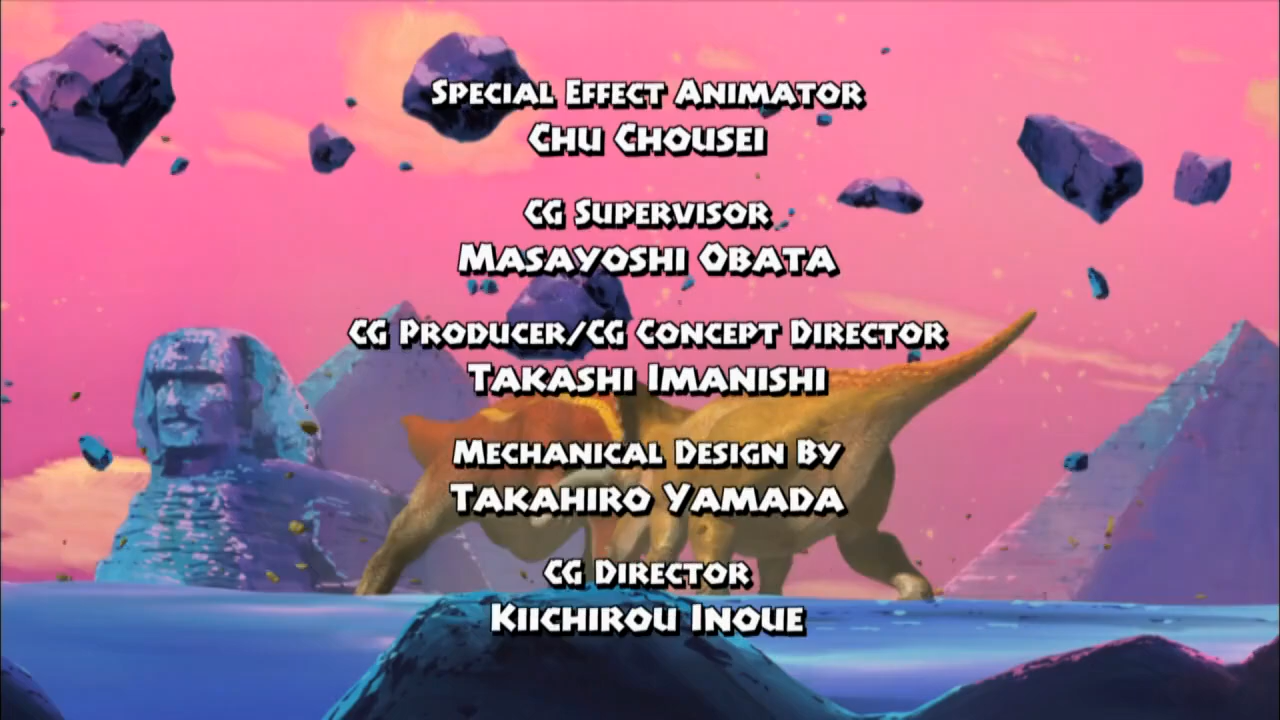 Special Effect Animator
Chu Chousei
CG Supervisor
Masayoshi Obata
CG Producer/CG Concept Director
Takashi Imanishi
Mechanical Design By
Takahiro Yamada
CG Director
Kiichirou Inoue